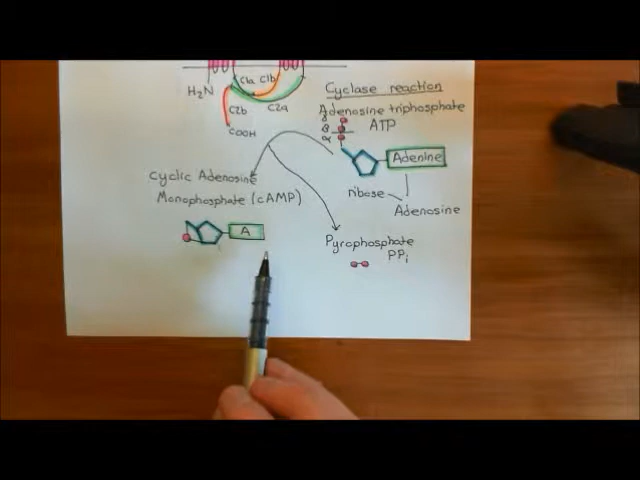 C1a C1b
H₂N
C2b C2a
COOH
Cyclase reaction
Adenosine triphosphate
ATP
γ
β
α
Adenine
ribose
Adenosine
Cyclic Adenosine
Monophosphate (cAMP)
A
Pyrophosphate
PPi